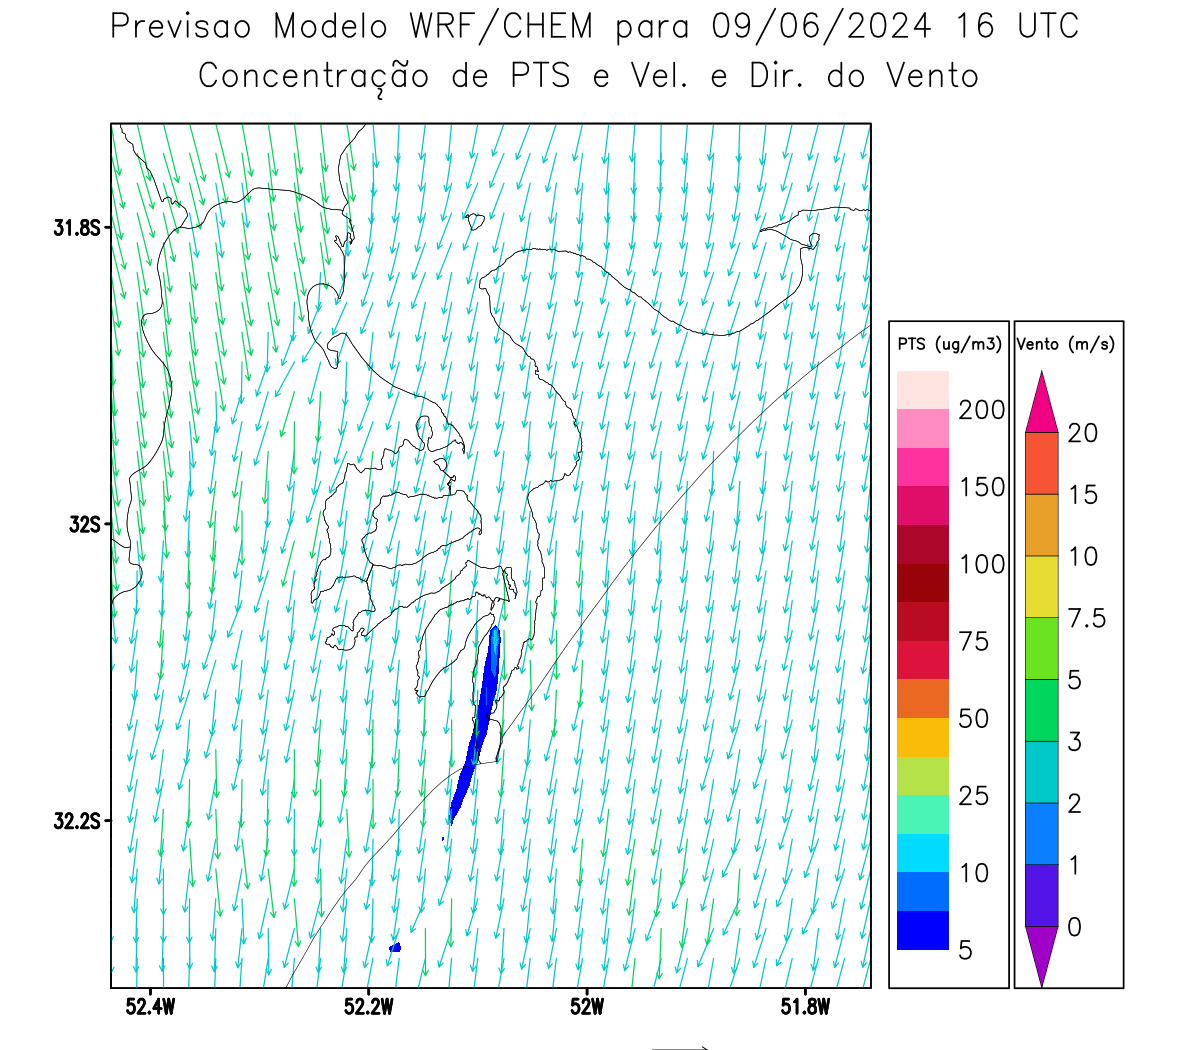 Previsao Modelo WRF/CHEM para 09/06/2024 16 UTC
Concentração de PTS e Vel. e Dir. do Vento
31.8S
32S
32.2S
52.4W
52.2W
52W
51.8W
PTS (ug/m3)
200
150
100
75
50
25
10
5
Vento (m/s)
20
15
10
7.5
5
3
2
1
0